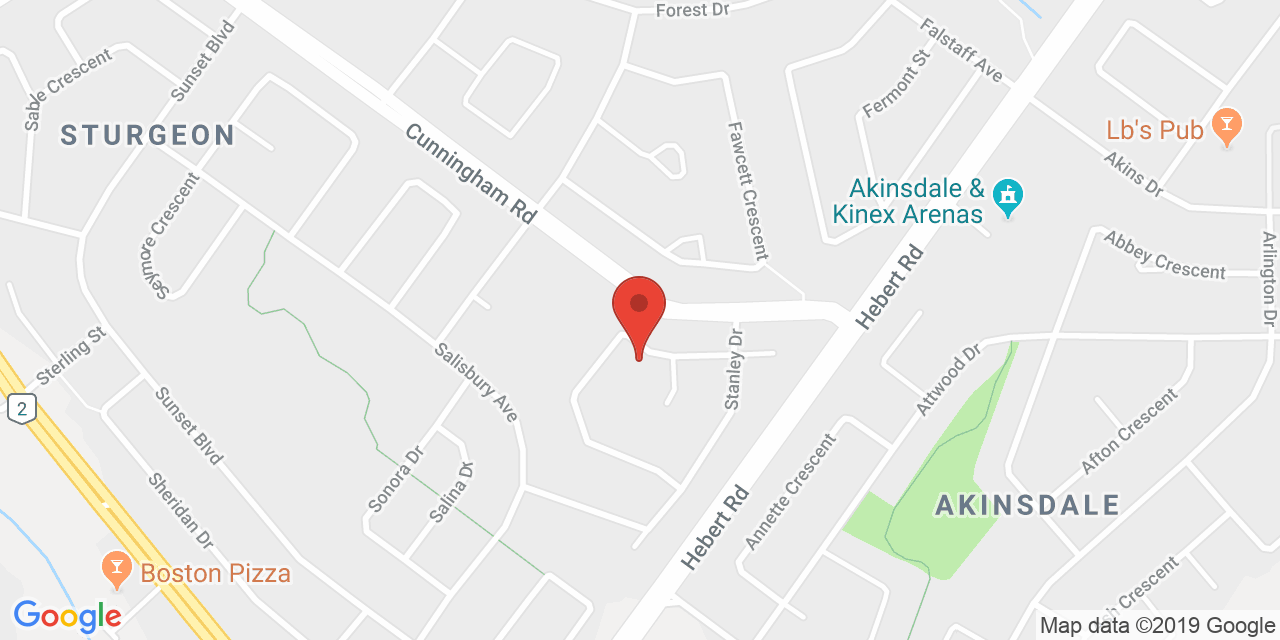 Forest Dr
Sunset Blvd
Sable Crescent
Falstaff Ave
Fermont St
STURGEON
Cunningham Rd
Fawcett Crescent
Lb's Pub
Akins Dr
Akinsdale &
Kinex Arenas
Seymore Crescent
Abbey Crescent
Arlington Dr
Hebert Rd
Sterling St
2
Salisbury Ave
Stanley Dr
Attwood Dr
Sunset Blvd
Afton Crescent
Sonora Dr
Salina Dr
Annette Crescent
AKINSDALE
Sheridan Dr
Hebert Rd
Boston Pizza
Crescent
Google
Map data ©2019 Google